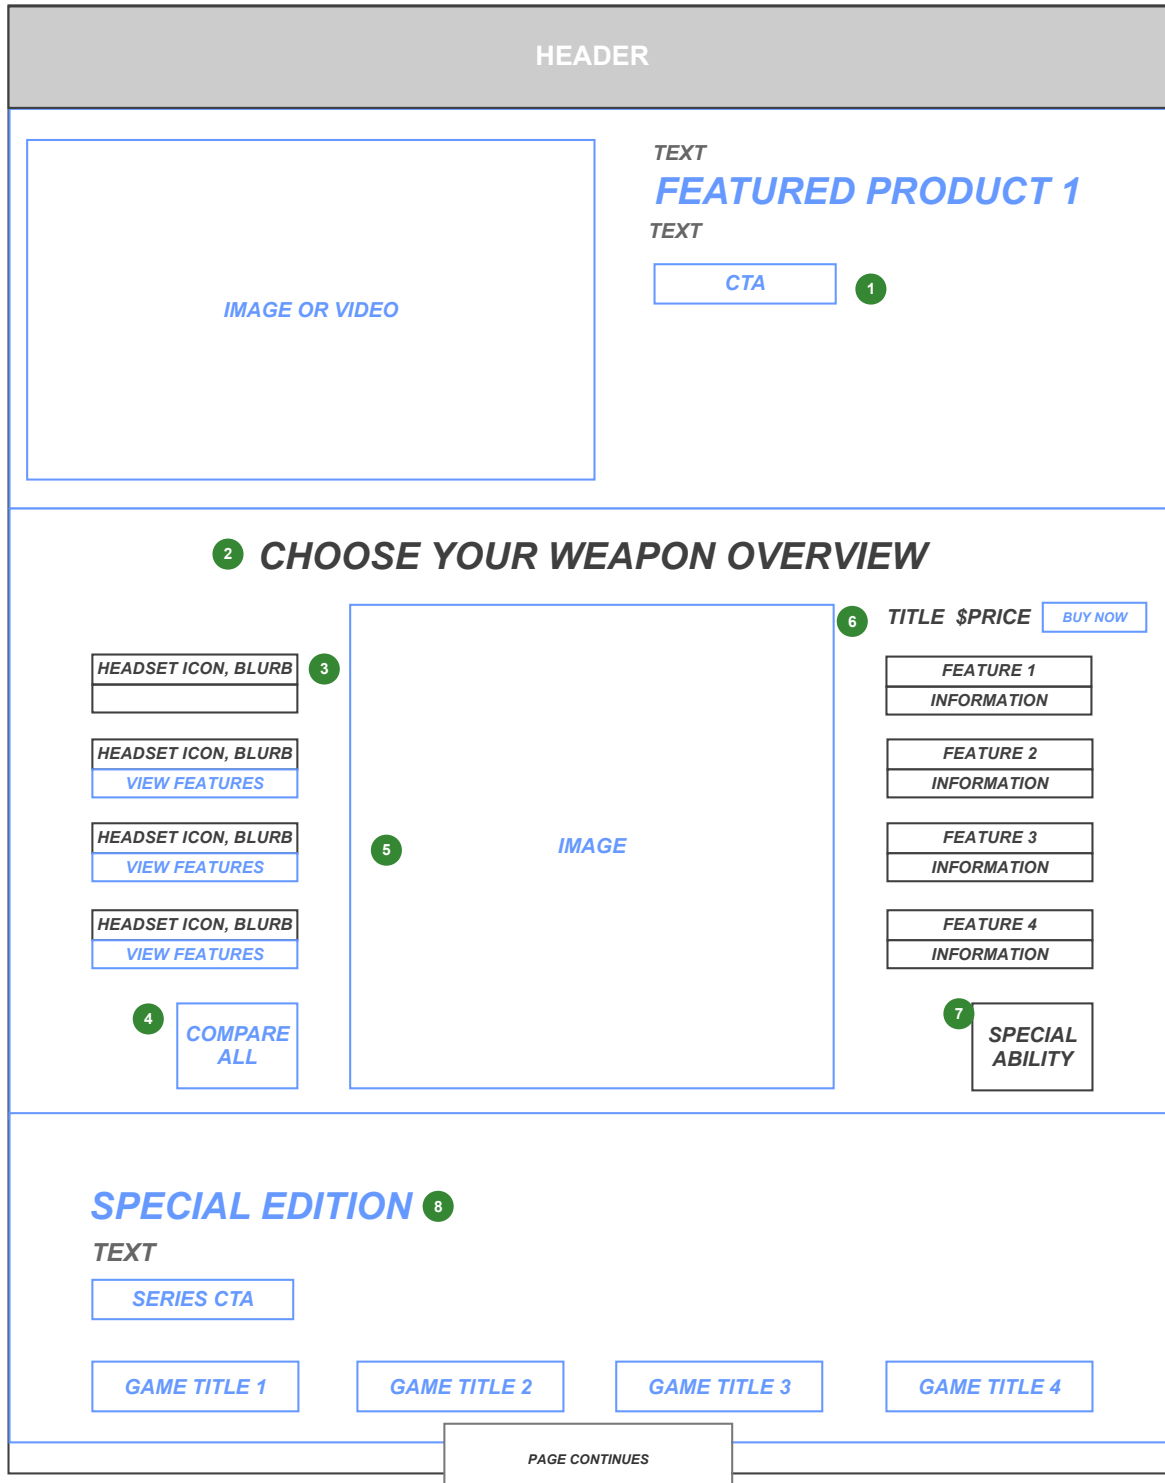 HEADER
TEXT
FEATURED PRODUCT 1
TEXT
CTA
1
IMAGE OR VIDEO
2
CHOOSE YOUR WEAPON OVERVIEW
HEADSET ICON, BLURB
3
HEADSET ICON, BLURB
VIEW FEATURES
HEADSET ICON, BLURB
VIEW FEATURES
HEADSET ICON, BLURB
VIEW FEATURES
4
COMPARE
ALL
5
IMAGE
6
TITLE $PRICE
BUY NOW
FEATURE 1
INFORMATION
FEATURE 2
INFORMATION
FEATURE 3
INFORMATION
FEATURE 4
INFORMATION
7
SPECIAL
ABILITY
SPECIAL EDITION
8
TEXT
SERIES CTA
GAME TITLE 1
GAME TITLE 2
GAME TITLE 3
GAME TITLE 4
PAGE CONTINUES